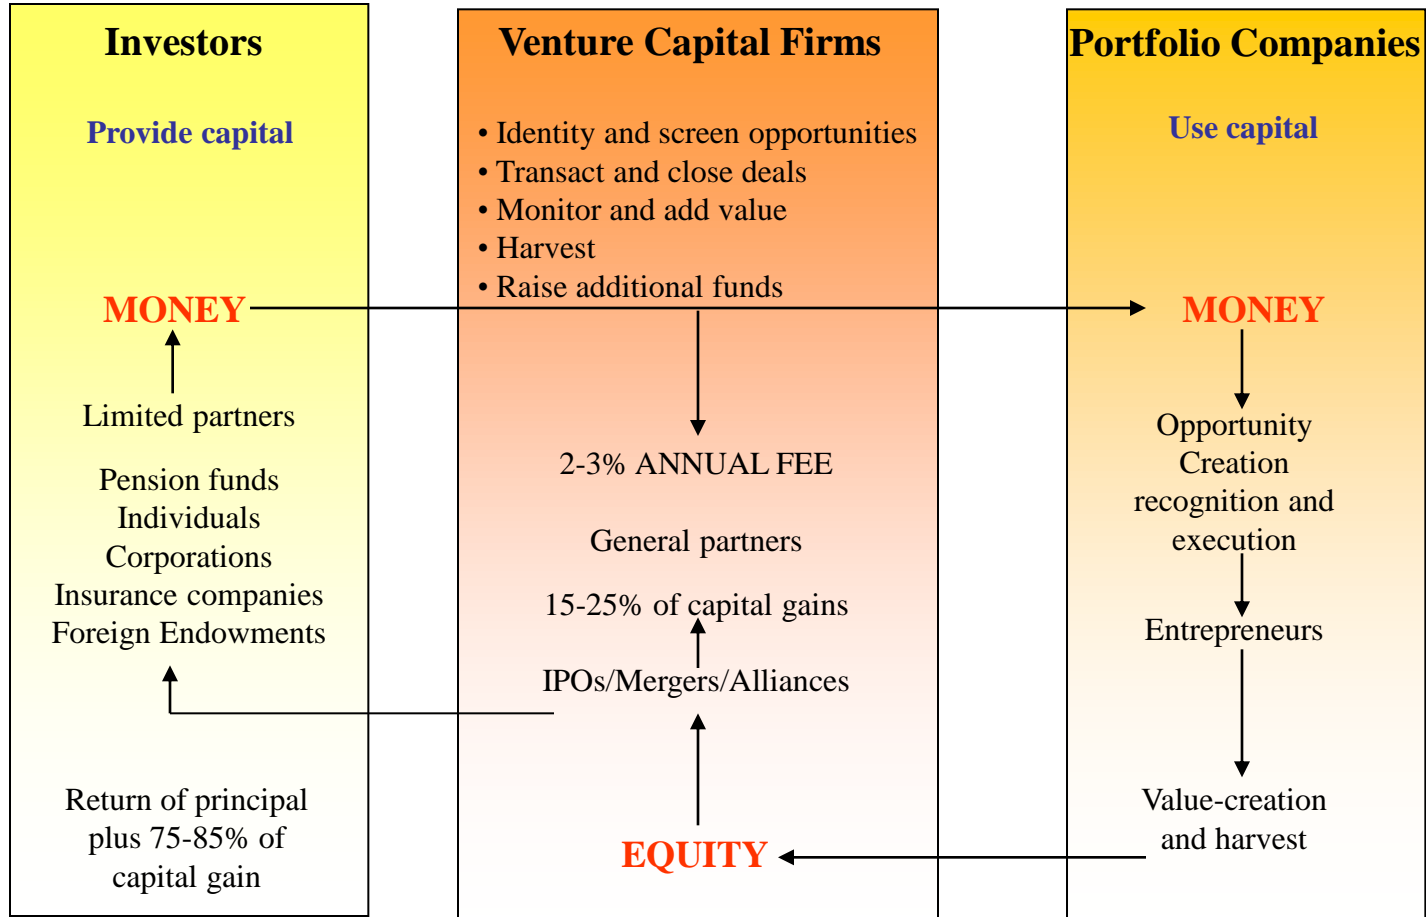 Investors
Provide capital
MONEY
Limited partners
Pension funds
Individuals
Corporations
Insurance companies
Foreign Endowments
Return of principal
plus 75-85% of
capital gain
Venture Capital Firms
• Identity and screen opportunities
• Transact and close deals
• Monitor and add value
• Harvest
• Raise additional funds
2-3% ANNUAL FEE
General partners
15-25% of capital gains
IPOs/Mergers/Alliances
EQUITY
Portfolio Companies
Use capital
MONEY
Opportunity
Creation
recognition and
execution
Entrepreneurs
Value-creation
and harvest